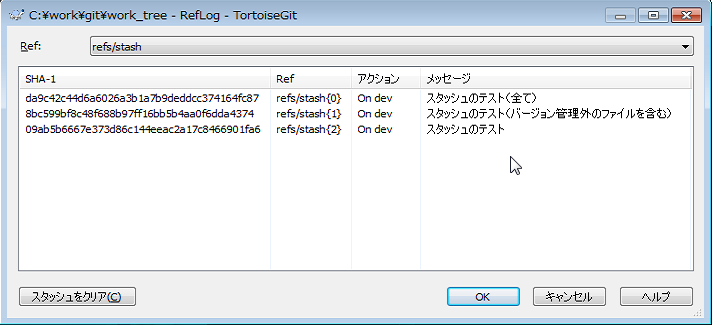 C:¥work¥git¥work_tree - RefLog - TortoiseGit
Ref: refs/stash
SHA-1 Ref アクション メッセージ
da9c42c44d6a6026a3b1a7b9deddcc374164fc87 refs/stash{0} On dev スタッシュのテスト(全て)
8bc599bf8c48f688b97ff16bb5b4aa0f6dda4374 refs/stash{1} On dev スタッシュのテスト(バージョン管理外のファイルを含む)
09ab5b6667e373d86c144eeac2a17c8466901fa6 refs/stash{2} On dev スタッシュのテスト
スタッシュをクリア(C) OK キャンセル ヘルプ